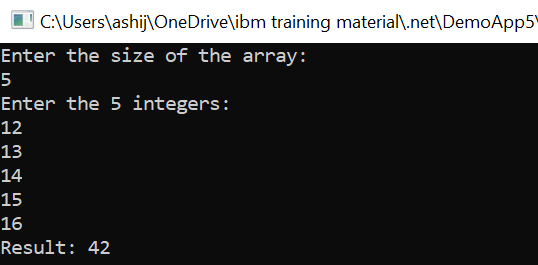 C:\Users\ashij\OneDrive\ibm training material\.net\DemoApp5\
Enter the size of the array:
5
Enter the 5 integers:
12
13
14
15
16
Result: 42